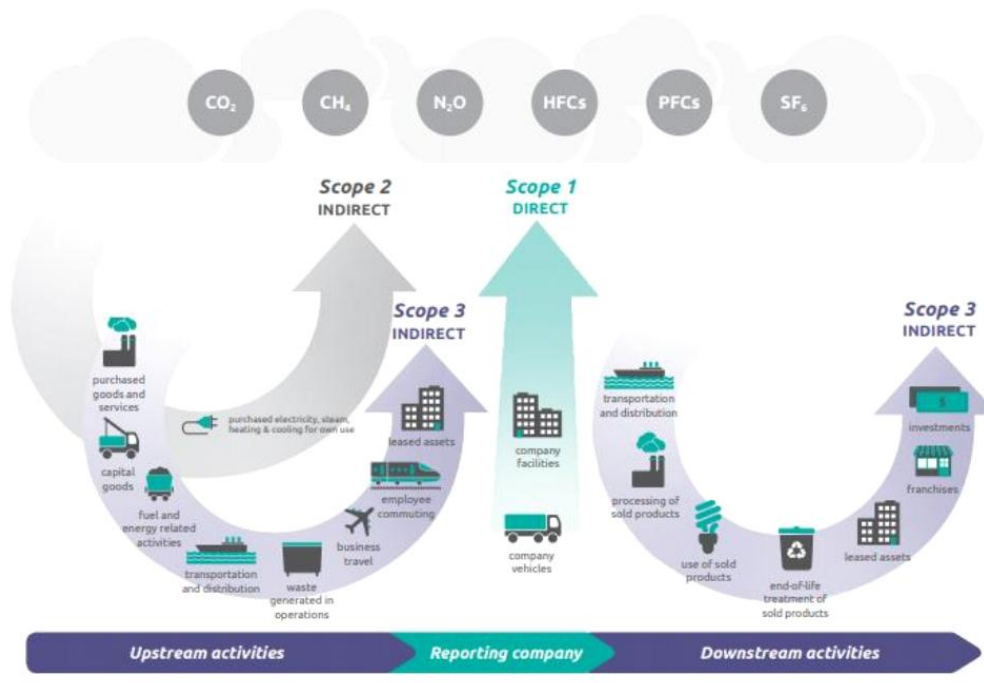 CO₂
CH₄
N₂O
HFCs
PFCs
SF₆
Scope 2
INDIRECT
Scope 1
DIRECT
Scope 3
INDIRECT
Scope 3
INDIRECT
purchased
goods and
services
capital
goods
fuel and
energy related
activities
purchased electricity, steam,
heating & cooling for own use
transportation
and distribution
waste
generated in
operations
business
travel
employee
commuting
leased assets
company
facilities
company
vehicles
transportation
and distribution
processing of
sold products
use of sold
products
end-of-life
treatment of
sold products
leased assets
franchises
investments
$
Upstream activities
Reporting company
Downstream activities